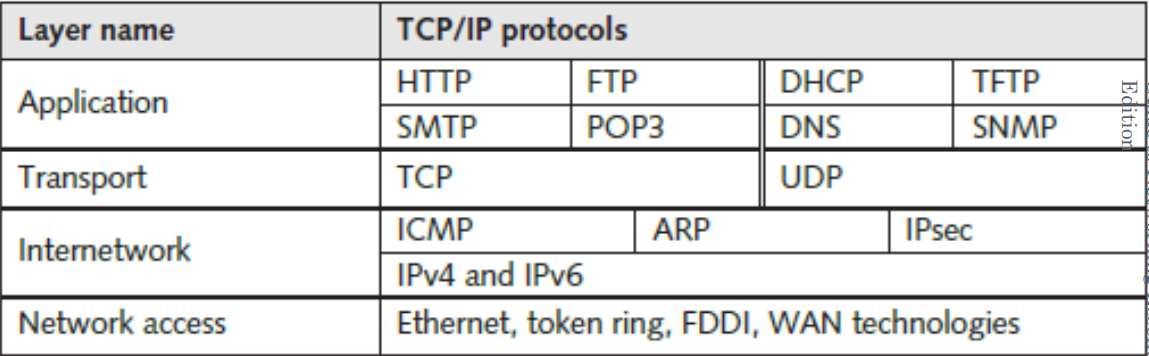 Layer name TCP/IP protocols
Application
HTTP FTP DHCP TFTP
SMTP POP3 DNS SNMP
Transport TCP UDP
Internetwork
ICMP ARP IPsec
IPv4 and IPv6
Network access Ethernet, token ring, FDDI, WAN technologies
Edition